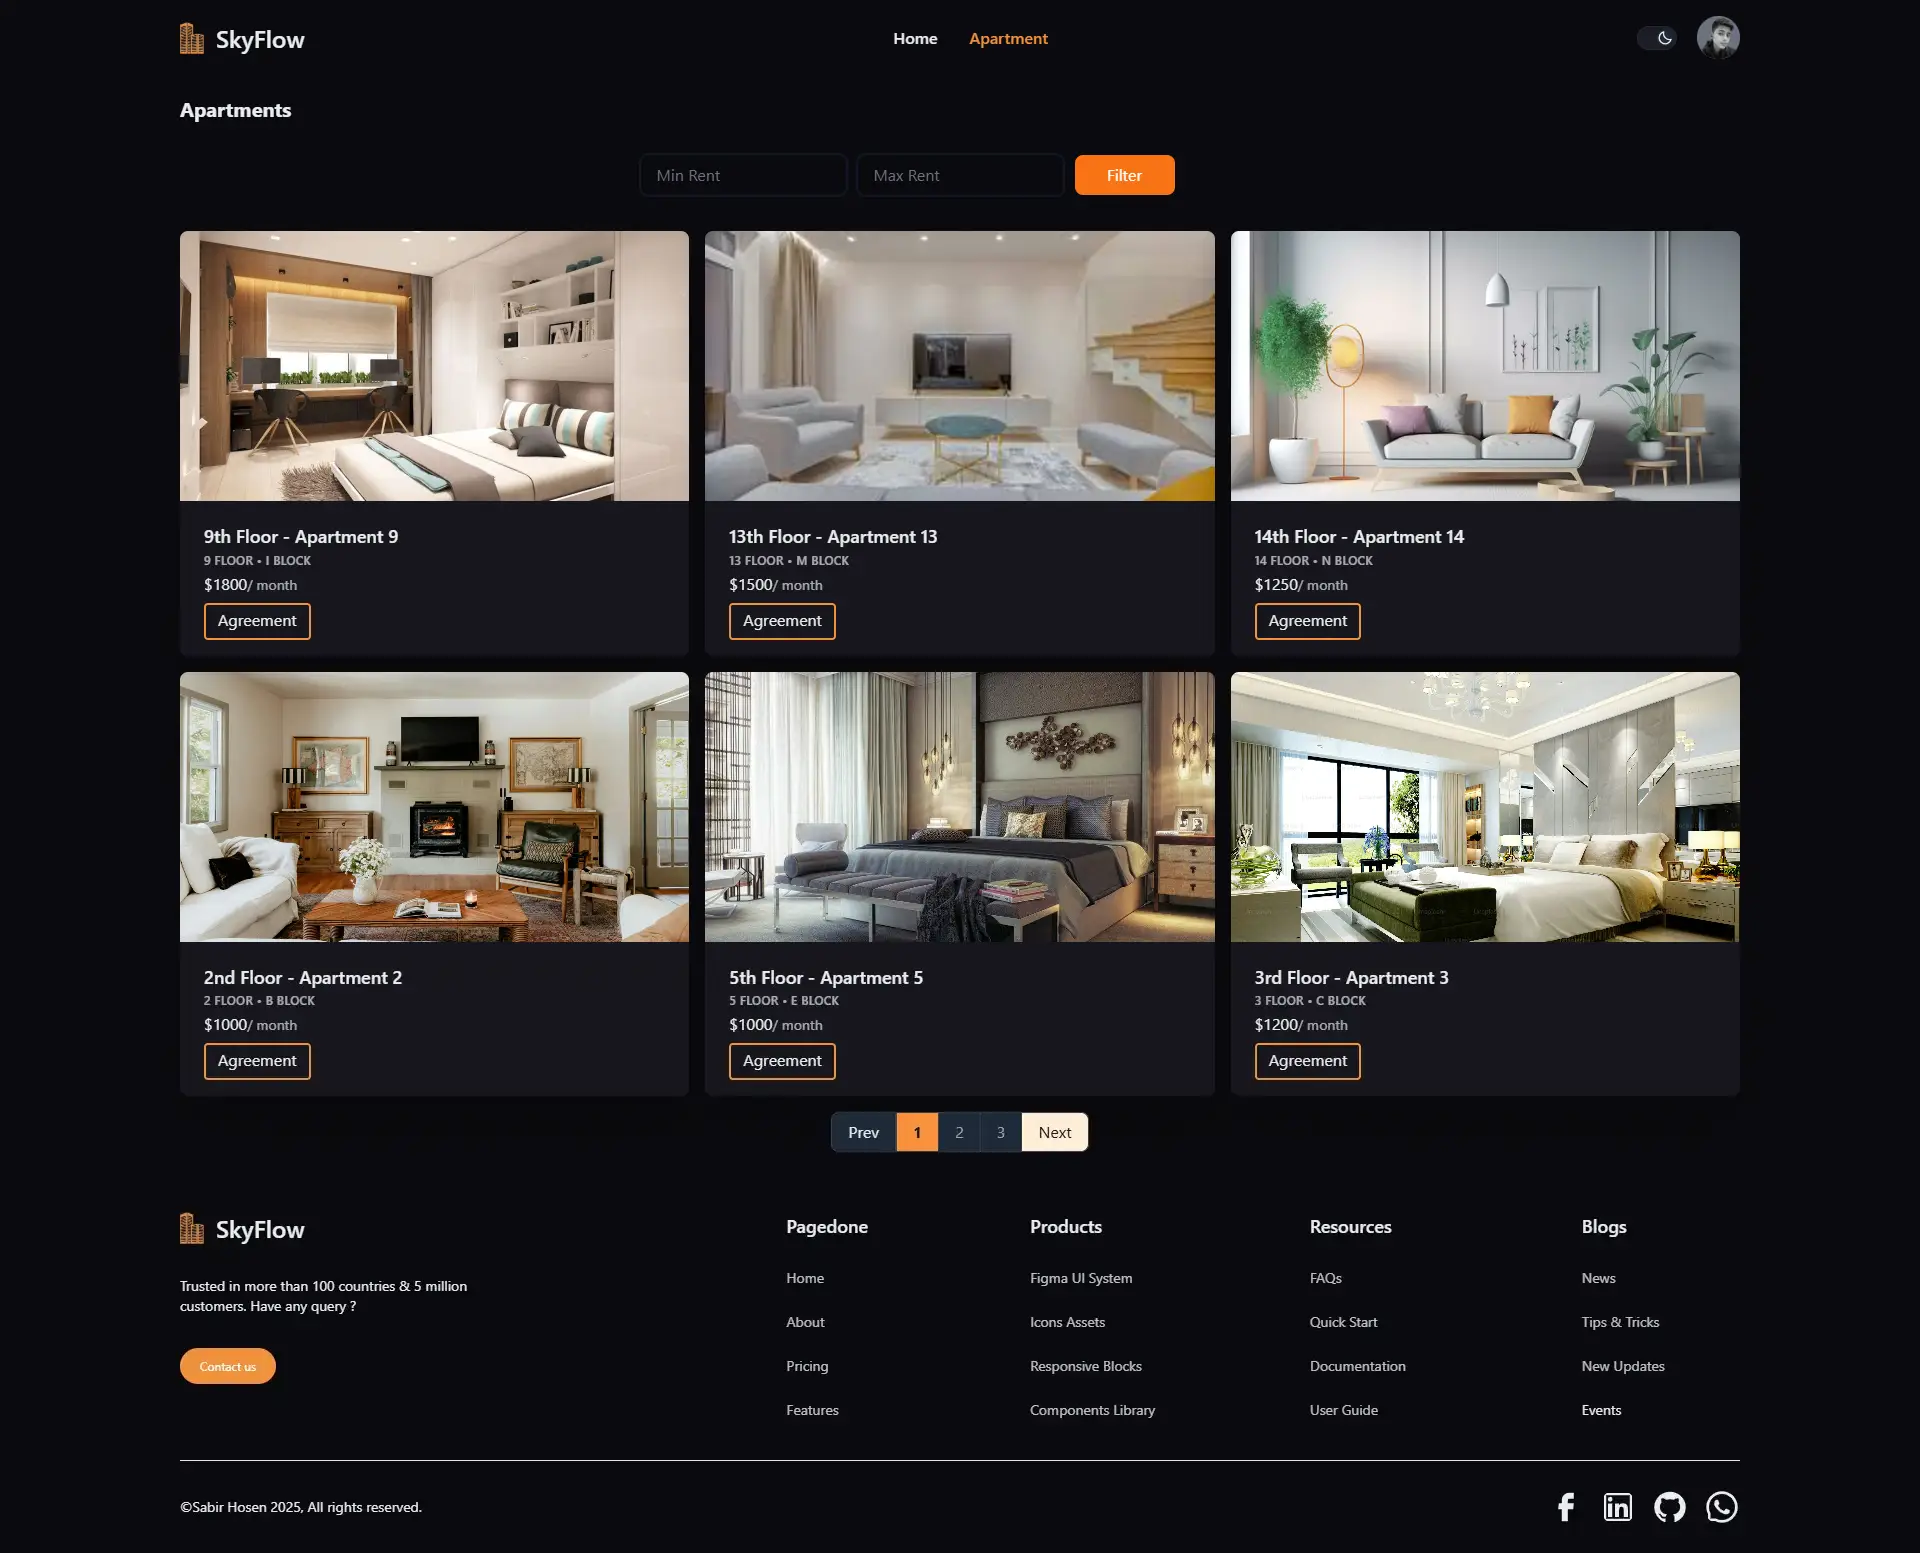 SkyFlow
Home
Apartment
Apartments
Min Rent
Max Rent
Filter
9th Floor - Apartment 9
9 FLOOR • I BLOCK
$1800/ month
Agreement
13th Floor - Apartment 13
13 FLOOR • M BLOCK
$1500/ month
Agreement
14th Floor - Apartment 14
14 FLOOR • N BLOCK
$1250/ month
Agreement
2nd Floor - Apartment 2
2 FLOOR • B BLOCK
$1000/ month
Agreement
5th Floor - Apartment 5
5 FLOOR • E BLOCK
$1000/ month
Agreement
3rd Floor - Apartment 3
3 FLOOR • C BLOCK
$1200/ month
Agreement
Prev
1
2
3
Next
SkyFlow
Trusted in more than 100 countries & 5 million
customers. Have any query ?
Contact us
Pagedone
Home
About
Pricing
Features
Products
Figma UI System
Icons Assets
Responsive Blocks
Components Library
Resources
FAQs
Quick Start
Documentation
User Guide
Blogs
News
Tips & Tricks
New Updates
Events
©Sabir Hosen 2025, All rights reserved.